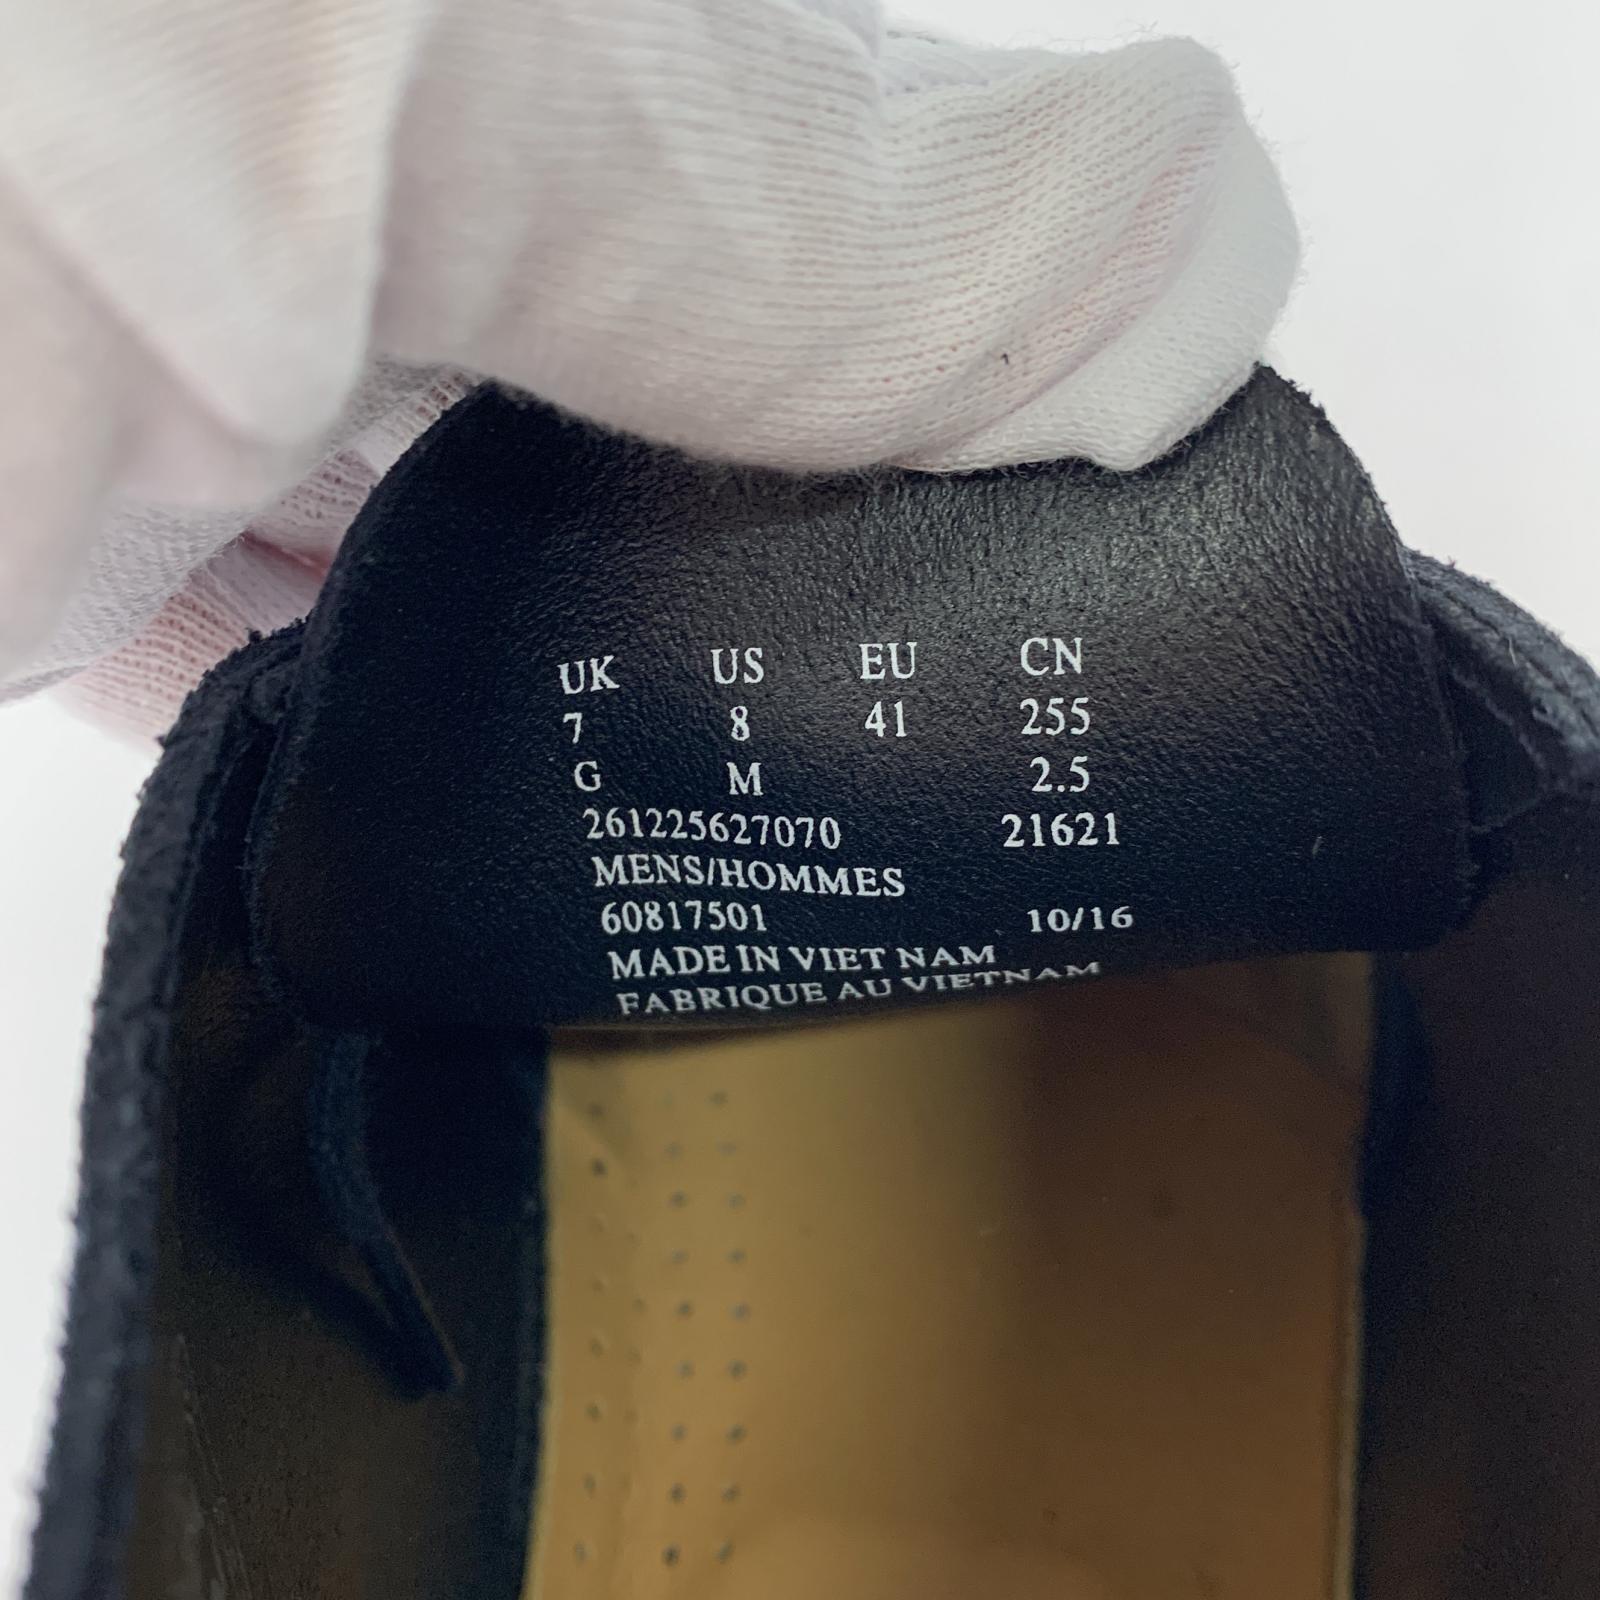 UK US EU CN
7 8 41 255
G M 2.5
261225627070 21621
MENS/HOMMES
60817501 10/16
MADE IN VIET NAM
FABRIQUE AU VIETNAM